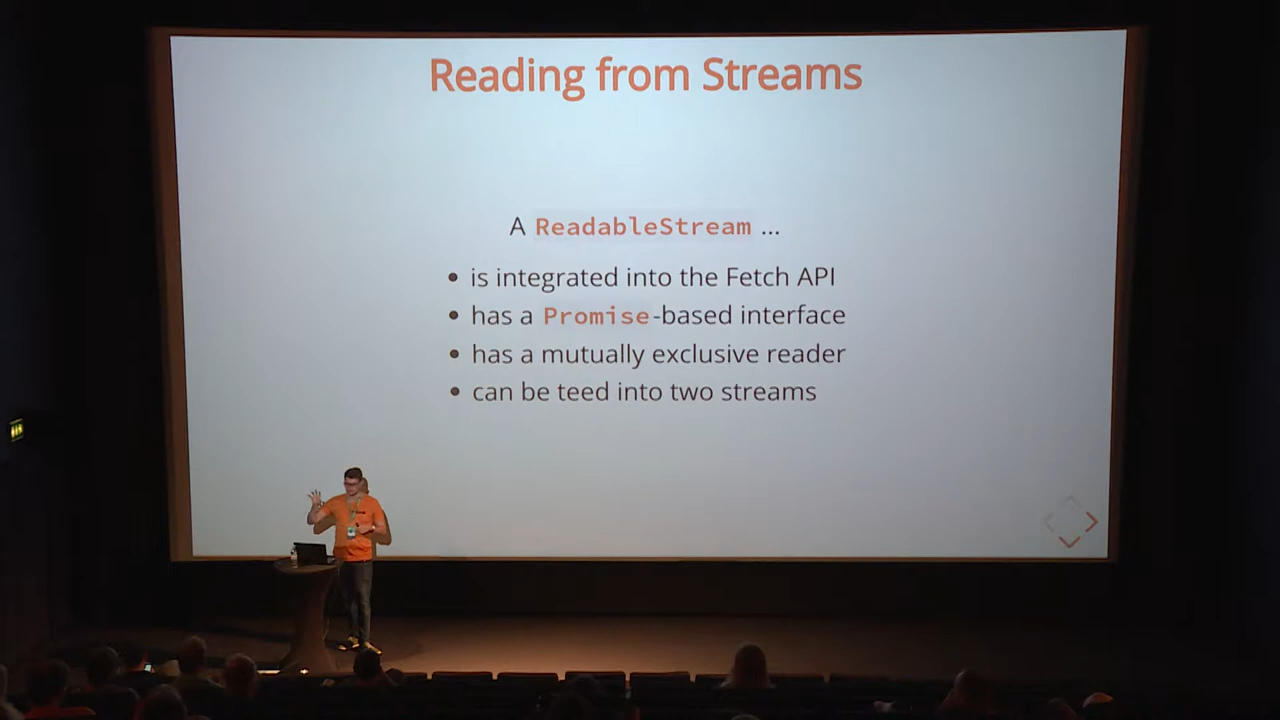 Reading from Streams
A ReadableStream ...
• is integrated into the Fetch API
• has a Promise-based interface
• has a mutually exclusive reader
• can be teed into two streams